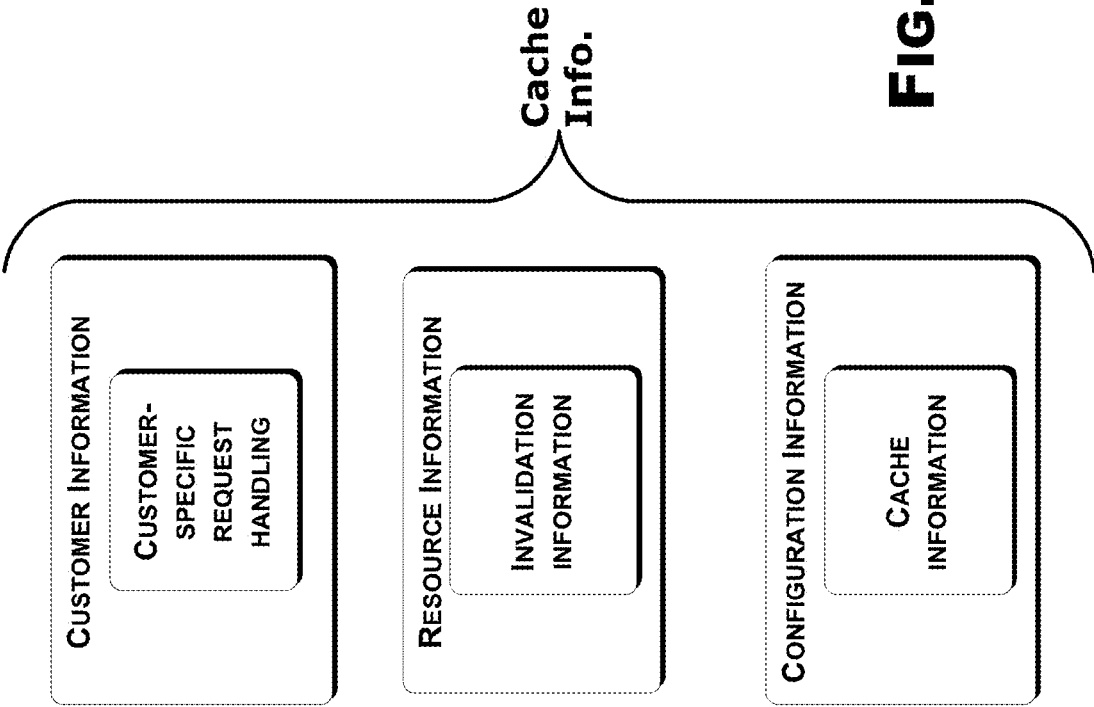 CUSTOMER INFORMATION
CUSTOMER-
SPECIFIC
REQUEST
HANDLING
RESOURCE INFORMATION
INVALIDATION
INFORMATION
CONFIGURATION INFORMATION
CACHE
INFORMATION
Cache
Info.
FIG.